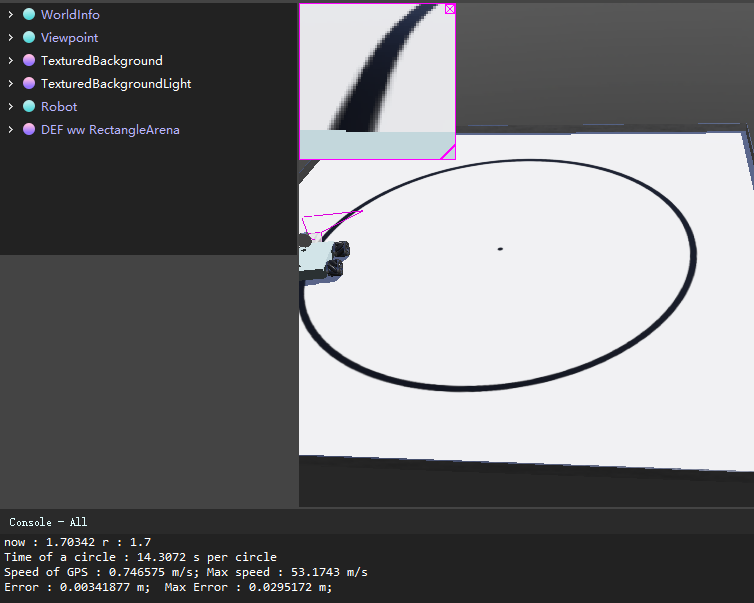 WorldInfo
Viewpoint
TexturedBackground
TexturedBackgroundLight
Robot
DEF ww RectangleArena
Console - All
now : 1.70342 r : 1.7
Time of a circle : 14.3072 s per circle
Speed of GPS : 0.746575 m/s; Max speed : 53.1743 m/s
Error : 0.00341877 m;  Max Error : 0.0295172 m;